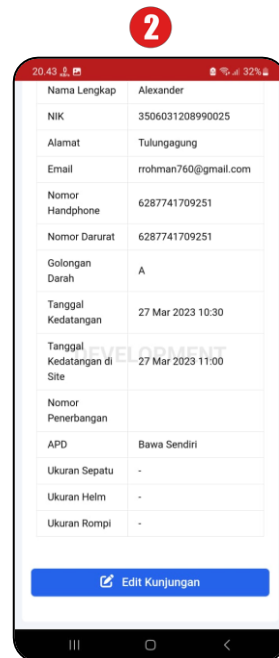 2
20.43
32%
Nama Lengkap Alexander
NIK 3506031208990025
Alamat Tulungagung
Email rrohman760@gmail.com
Nomor
Handphone 6287741709251
Nomor Darurat 6287741709251
Golongan
Darah A
Tanggal
Kedatangan 27 Mar 2023 10:30
Tanggal
Kedatangan di
Site 27 Mar 2023 11:00
DEVELOPMENT
Nomor
Penerbangan
APD Bawa Sendiri
Ukuran Sepatu -
Ukuran Helm -
Ukuran Rompi -
Edit Kunjungan